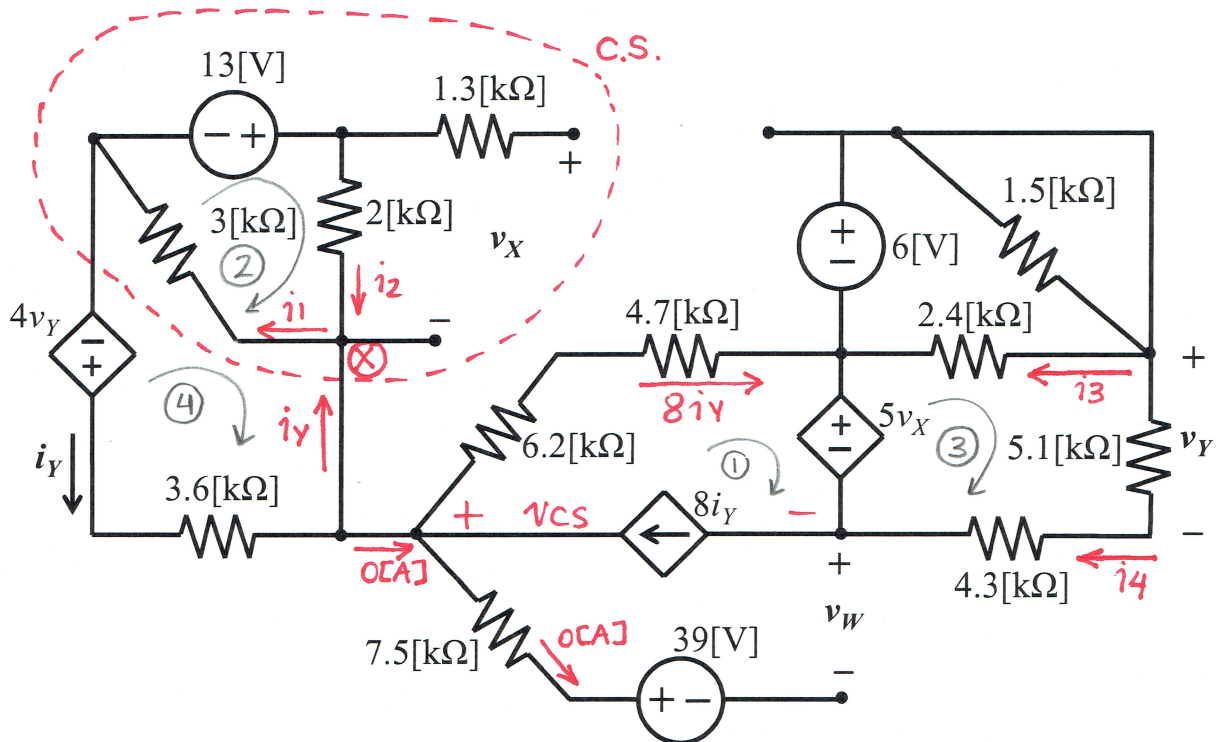 C.S.
13[V]
1.3[kΩ]
- +
+
3[kΩ]
2[kΩ]
vX
②
i2
i1
-
⊗
4vY
-
+
④
iY
iY
3.6[kΩ]
0[A]
+
-
6[V]
1.5[kΩ]
4.7[kΩ]
8iY
2.4[kΩ]
i3
+
6.2[kΩ]
①
+
-
5vX
③
5.1[kΩ]
vY
+ vCS
8iY
-
-
4.3[kΩ]
i4
+
vW
-
7.5[kΩ]
0[A]
39[V]
+ -